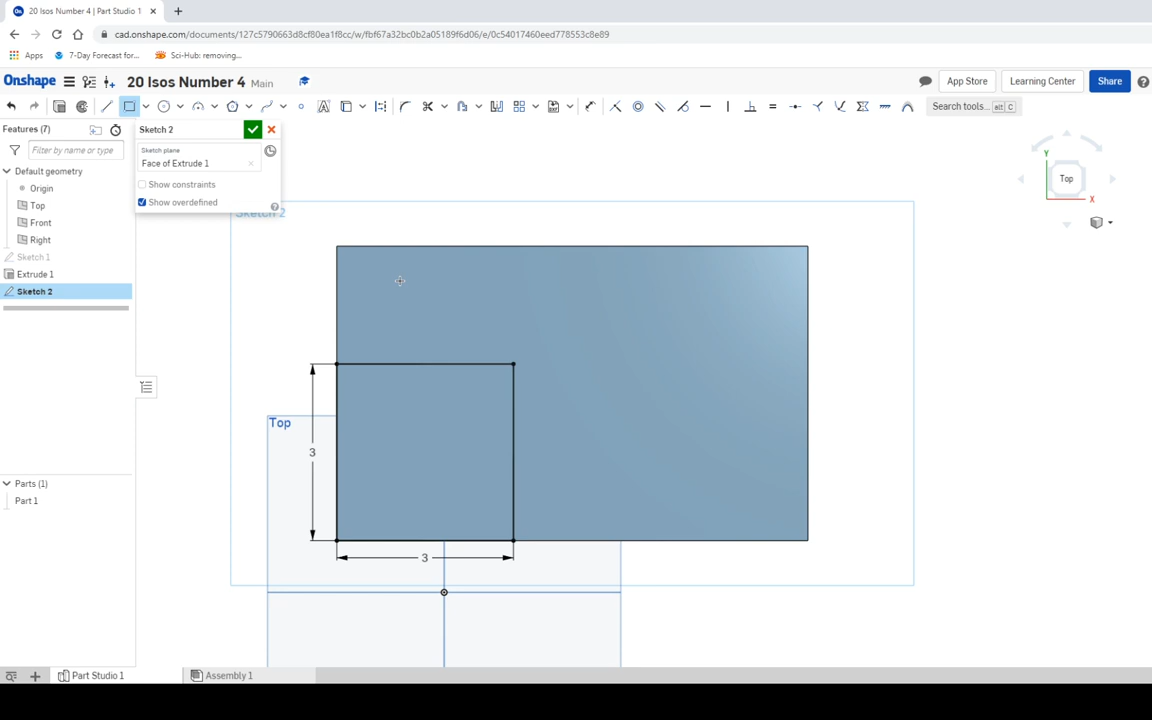 20 Isos Number 4 | Part Studio 1
cad.onshape.com/documents/127c5790663d8cf80ea1f8cc/w/fbf67a32bc0b2a05189f6d06/e/0c54017460eed778553c8e89
Apps 7-Day Forecast for... Sci-Hub: removing...
Onshape 20 Isos Number 4 Main App Store Learning Center Share
Search tools... alt C
Features (7)
Filter by name or type
Default geometry
Origin
Top
Front
Right
Sketch 1
Extrude 1
Sketch 2
Sketch 2
Sketch plane
Face of Extrude 1
Show constraints
Show overdefined
Sketch 2
Top
3
3
Y
Top
X
Parts (1)
Part 1
Part Studio 1 Assembly 1